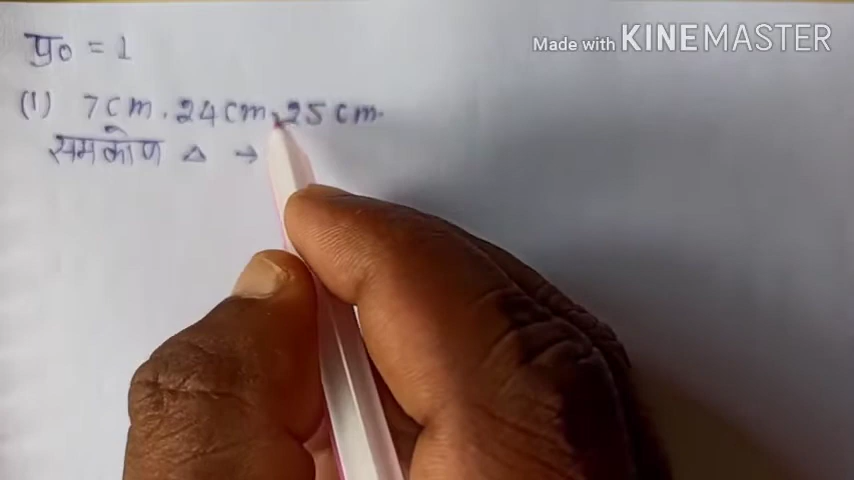 Made with KINEMASTER
प्र० = 1
(1) 7cm, 24cm, 25cm.
समकोण △ →